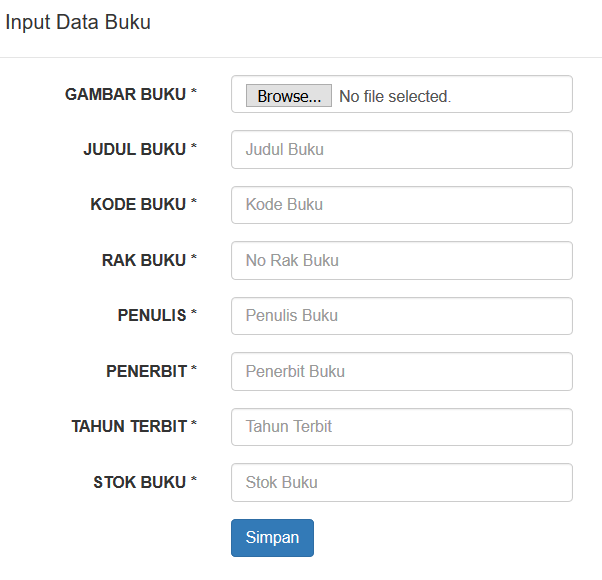 Input Data Buku
GAMBAR BUKU * Browse... No file selected.
JUDUL BUKU * Judul Buku
KODE BUKU * Kode Buku
RAK BUKU * No Rak Buku
PENULIS * Penulis Buku
PENERBIT * Penerbit Buku
TAHUN TERBIT * Tahun Terbit
STOK BUKU * Stok Buku
Simpan